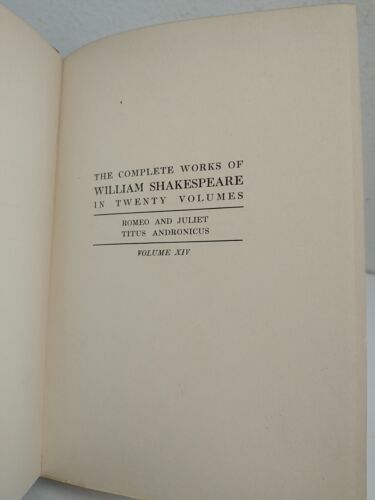 THE COMPLETE WORKS OF
WILLIAM SHAKESPEARE
IN TWENTY VOLUMES
ROMEO AND JULIET
TITUS ANDRONICUS
VOLUME XIV